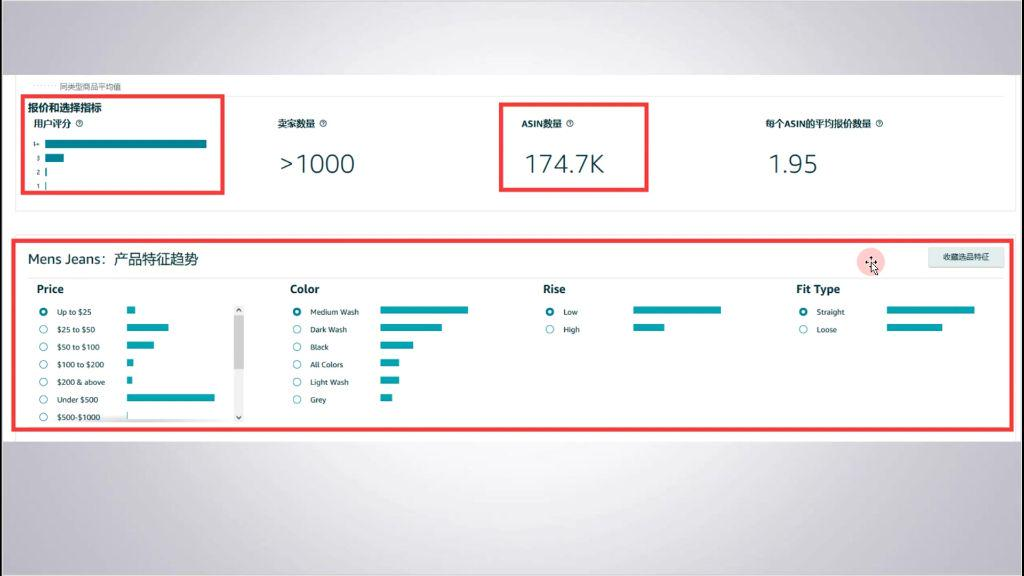 同类型商品平均值
报价和选择指标
用户评分
卖家数量
ASIN数量
每个ASIN的平均报价数量
4+
3
2
1
>1000
174.7K
1.95
Mens Jeans：产品特征趋势
收藏选品特征
Price
Up to $25
$25 to $50
$50 to $100
$100 to $200
$200 & above
Under $500
$500-$1000
Color
Medium Wash
Dark Wash
Black
All Colors
Light Wash
Grey
Rise
Low
High
Fit Type
Straight
Loose